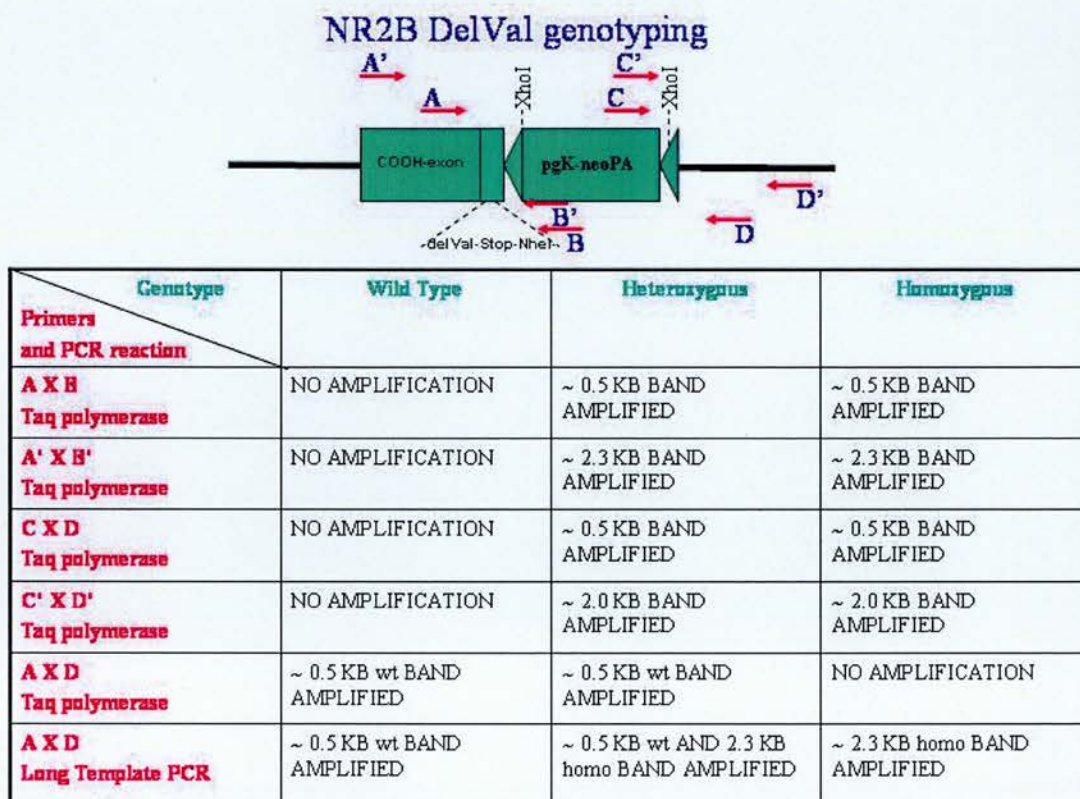 NR2B DelVal genotyping
A'
C'
A
XhoI
C
XhoI
COOH-exon
pgK-neoPA
B'
D'
delVal-Stop-NheI
B
D
Genotype
Primers
and PCR reaction
Wild Type
Heterozygous
Homozygous
A X B
Taq polymerase
NO AMPLIFICATION
~ 0.5 KB BAND
AMPLIFIED
~ 0.5 KB BAND
AMPLIFIED
A' X B'
Taq polymerase
NO AMPLIFICATION
~ 2.3 KB BAND
AMPLIFIED
~ 2.3 KB BAND
AMPLIFIED
C X D
Taq polymerase
NO AMPLIFICATION
~ 0.5 KB BAND
AMPLIFIED
~ 0.5 KB BAND
AMPLIFIED
C' X D'
Taq polymerase
NO AMPLIFICATION
~ 2.0 KB BAND
AMPLIFIED
~ 2.0 KB BAND
AMPLIFIED
A X D
Taq polymerase
~ 0.5 KB wt BAND
AMPLIFIED
~ 0.5 KB wt BAND
AMPLIFIED
NO AMPLIFICATION
A X D
Long Template PCR
~ 0.5 KB wt BAND
AMPLIFIED
~ 0.5 KB wt AND 2.3 KB
homo BAND AMPLIFIED
~ 2.3 KB homo BAND
AMPLIFIED